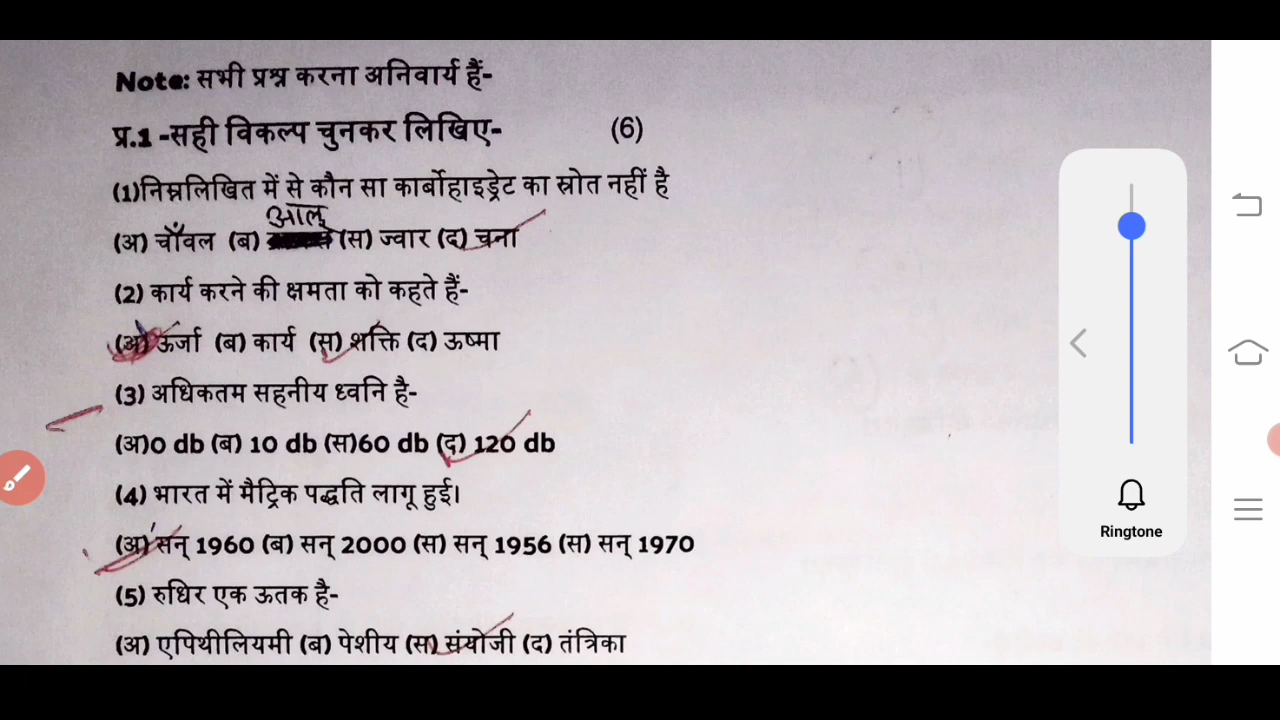 Note: सभी प्रश्न करना अनिवार्य हैं-
प्र.1 -सही विकल्प चुनकर लिखिए- (6)
(1)निम्नलिखित में से कौन सा कार्बोहाइड्रेट का स्रोत नहीं है
आलू
(अ) चाँवल (ब) (स) ज्वार (द) चना
(2) कार्य करने की क्षमता को कहते हैं-
(अ) ऊर्जा (ब) कार्य (स) शक्ति (द) ऊष्मा
(3) अधिकतम सहनीय ध्वनि है-
(अ)0 db (ब) 10 db (स)60 db (द) 120 db
(4) भारत में मैट्रिक पद्धति लागू हुई।
(अ) सन् 1960 (ब) सन् 2000 (स) सन् 1956 (स) सन् 1970
(5) रुधिर एक ऊतक है-
(अ) एपिथीलियमी (ब) पेशीय (स) संयोजी (द) तंत्रिका
Ringtone